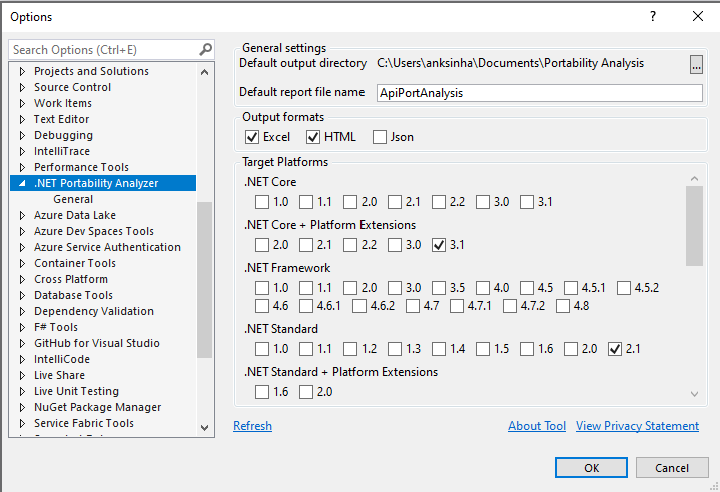 Options
?
Search Options (Ctrl+E)
Projects and Solutions
Source Control
Work Items
Text Editor
Debugging
IntelliTrace
Performance Tools
.NET Portability Analyzer
General
Azure Data Lake
Azure Dev Spaces Tools
Azure Service Authentication
Container Tools
Cross Platform
Database Tools
Dependency Validation
F# Tools
GitHub for Visual Studio
IntelliCode
Live Share
Live Unit Testing
NuGet Package Manager
Service Fabric Tools
General settings
Default output directory C:\Users\anksinha\Documents\Portability Analysis ...
Default report file name ApiPortAnalysis
Output formats
Excel HTML Json
Target Platforms
.NET Core
1.0 1.1 2.0 2.1 2.2 3.0 3.1
.NET Core + Platform Extensions
2.0 2.1 2.2 3.0 3.1
.NET Framework
1.0 1.1 2.0 3.0 3.5 4.0 4.5 4.5.1 4.5.2
4.6 4.6.1 4.6.2 4.7 4.7.1 4.7.2 4.8
.NET Standard
1.0 1.1 1.2 1.3 1.4 1.5 1.6 2.0 2.1
.NET Standard + Platform Extensions
1.6 2.0
Refresh About Tool View Privacy Statement
OK Cancel